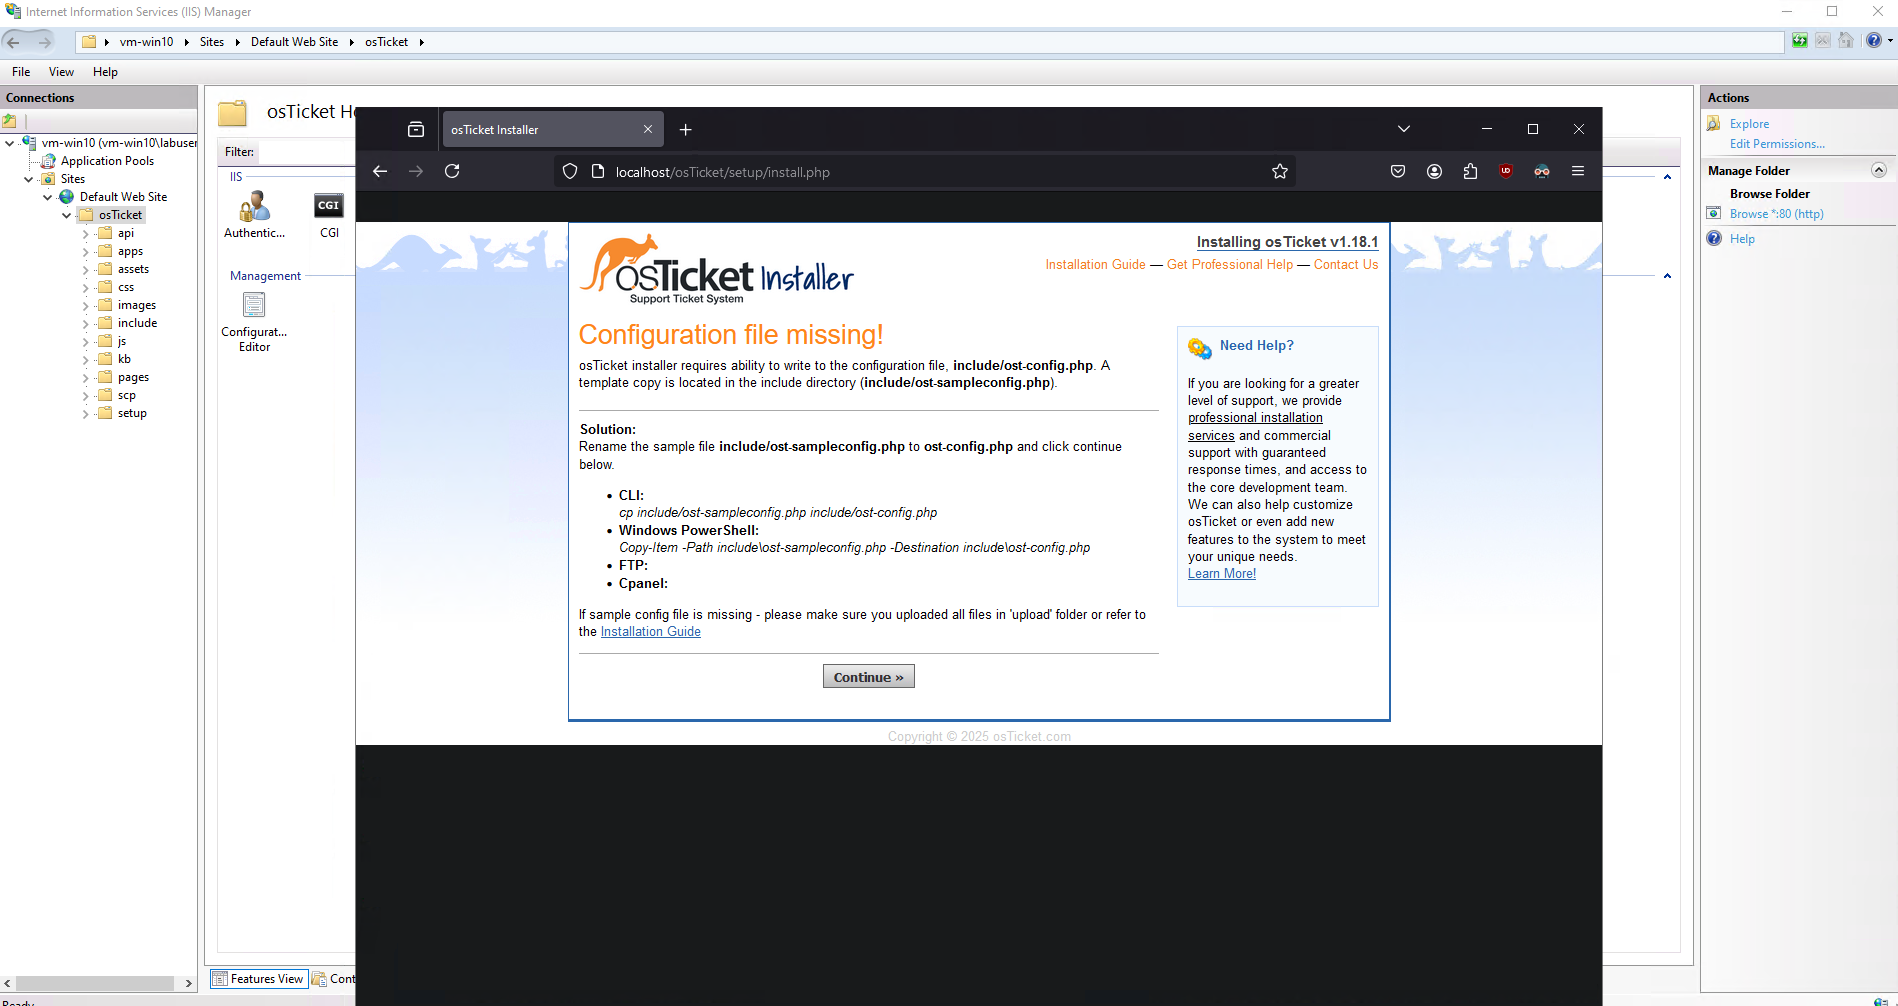 Internet Information Services (IIS) Manager
vm-win10 Sites Default Web Site osTicket
File View Help
Connections
vm-win10 (vm-win10\labuser
Application Pools
Sites
Default Web Site
osTicket
api
apps
assets
css
images
include
js
kb
pages
scp
setup
osTicket Ho
Filter:
IIS
Authentic...
CGI
CGI
Management
Configurat...
Editor
Features View
Cont
Ready
osTicket Installer
localhost/osTicket/setup/install.php
osTicket Installer
Support Ticket System
Installing osTicket v1.18.1
Installation Guide — Get Professional Help — Contact Us
Configuration file missing!
osTicket installer requires ability to write to the configuration file, include/ost-config.php. A
template copy is located in the include directory (include/ost-sampleconfig.php).
Solution:
Rename the sample file include/ost-sampleconfig.php to ost-config.php and click continue
below.
• CLI:
cp include/ost-sampleconfig.php include/ost-config.php
• Windows PowerShell:
Copy-Item -Path include\ost-sampleconfig.php -Destination include\ost-config.php
• FTP:
• Cpanel:
If sample config file is missing - please make sure you uploaded all files in 'upload' folder or refer to
the Installation Guide
Continue »
Need Help?
If you are looking for a greater
level of support, we provide
professional installation
services and commercial
support with guaranteed
response times, and access to
the core development team.
We can also help customize
osTicket or even add new
features to the system to meet
your unique needs.
Learn More!
Copyright © 2025 osTicket.com
Actions
Explore
Edit Permissions...
Manage Folder
Browse Folder
Browse *:80 (http)
Help